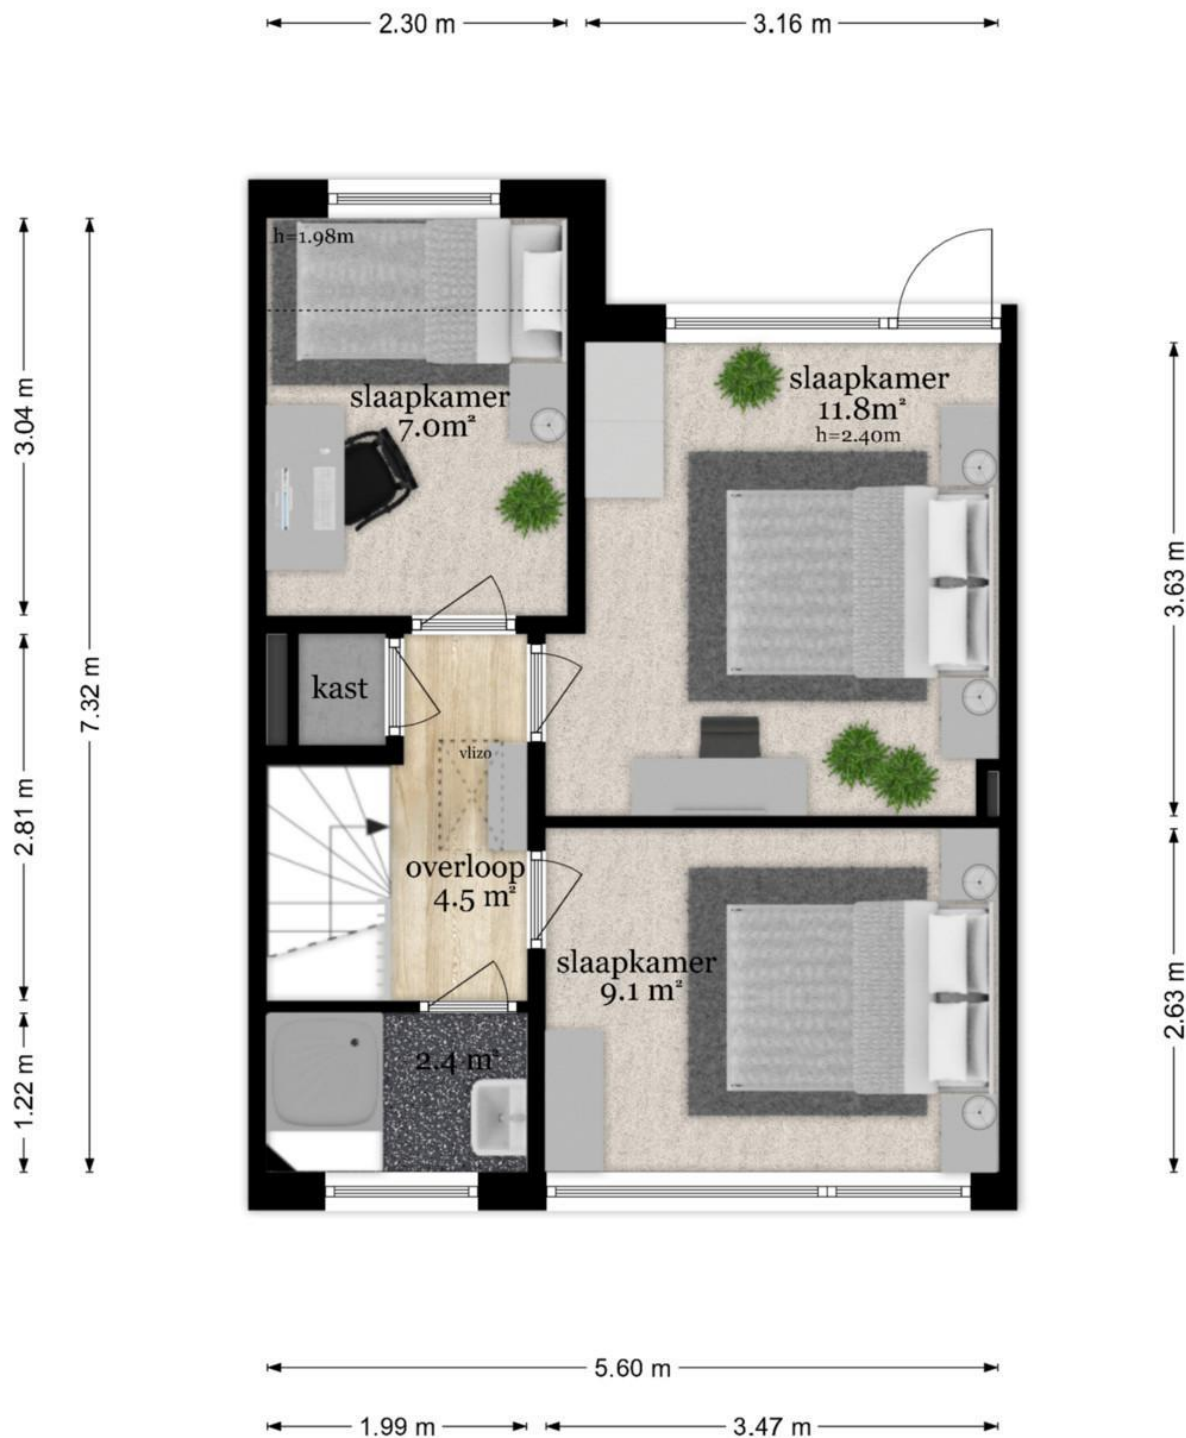 2.30 m
3.16 m
h=1.98m
slaapkamer
7.0m²
slaapkamer
11.8m²
h=2.40m
3.04 m
3.63 m
7.32 m
kast
vlizo
2.81 m
overloop
4.5 m²
slaapkamer
9.1 m²
2.63 m
1.22 m
2.4 m²
5.60 m
1.99 m
3.47 m